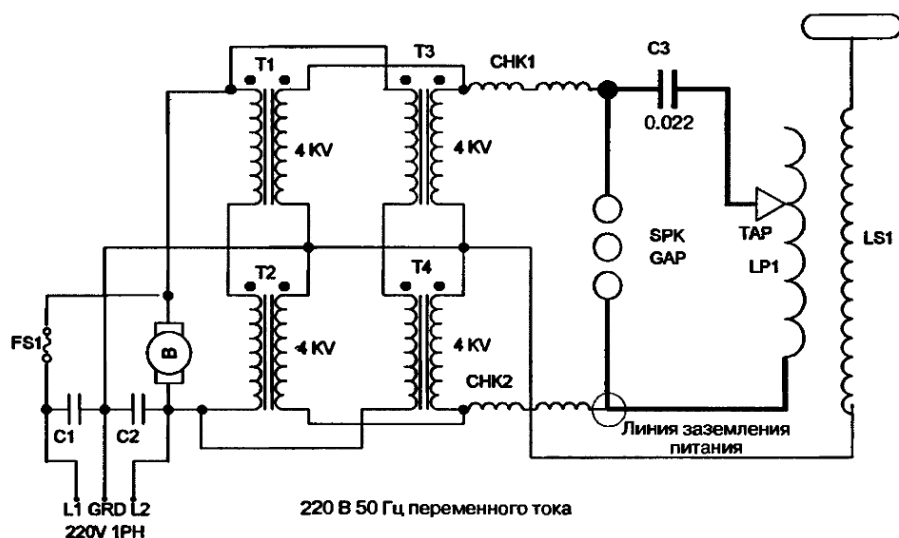 T1
T3
CHK1
C3
0.022
4 KV
4 KV
SPK
GAP
TAP
LP1
LS1
T2
T4
FS1
B
4 KV
4 KV
CHK2
C1
C2
Линия заземления
питания
L1 GRD L2
220V 1PH
220 В 50 Гц переменного тока